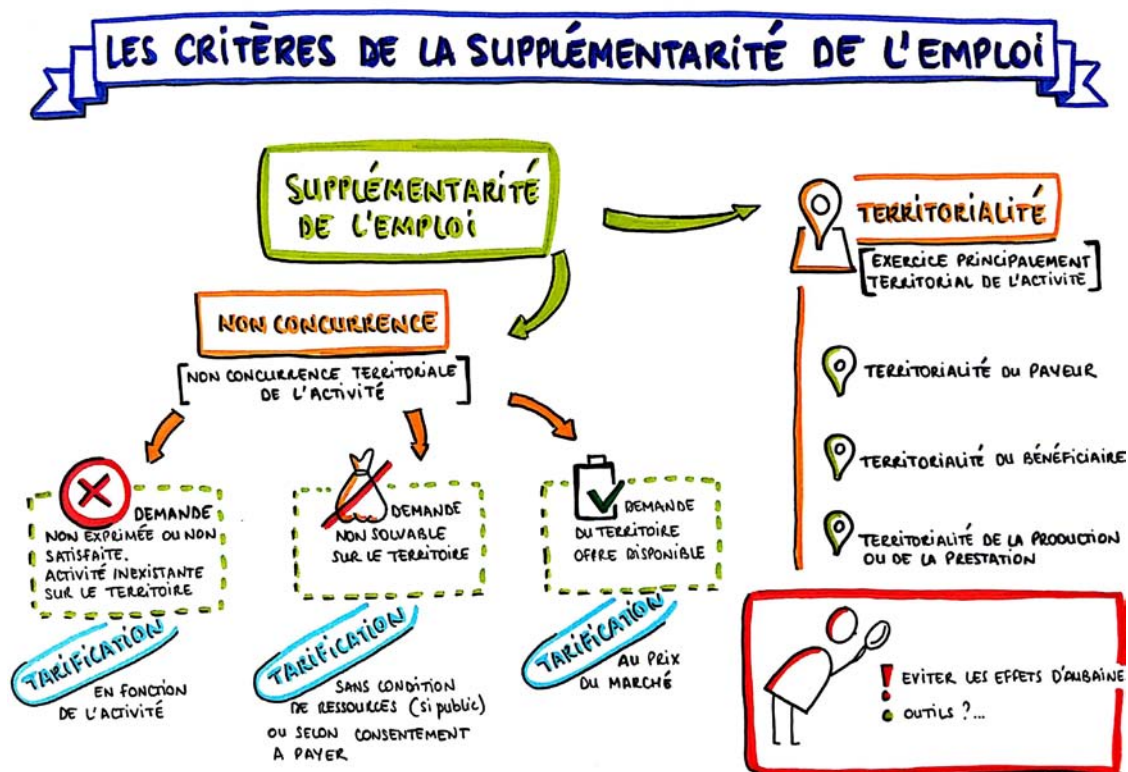 LES CRITÈRES DE LA SUPPLÉMENTARITÉ DE L'EMPLOI
SUPPLÉMENTARITÉ
DE L'EMPLOI
NON CONCURRENCE
[NON CONCURRENCE TERRITORIALE
DE L'ACTIVITÉ]
DEMANDE
NON EXPRIMÉE OU NON
SATISFAITE.
ACTIVITÉ INEXISTANTE
SUR LE TERRITOIRE
TARIFICATION
EN FONCTION
DE L'ACTIVITÉ
DEMANDE
NON SOLVABLE
SUR LE TERRITOIRE
TARIFICATION
SANS CONDITION
DE RESSOURCES (si public)
OU SELON CONSENTEMENT
A PAYER
DEMANDE
DU TERRITOIRE
OFFRE DISPONIBLE
TARIFICATION
AU PRIX
DU MARCHÉ
TERRITORIALITÉ
[EXERCICE PRINCIPALEMENT
TERRITORIAL DE L'ACTIVITÉ]
TERRITORIALITÉ DU PAYEUR
TERRITORIALITÉ DU BÉNÉFICIAIRE
TERRITORIALITÉ DE LA PRODUCTION
OU DE LA PRESTATION
! EVITER LES EFFETS D'AUBAINE
OUTILS ?...